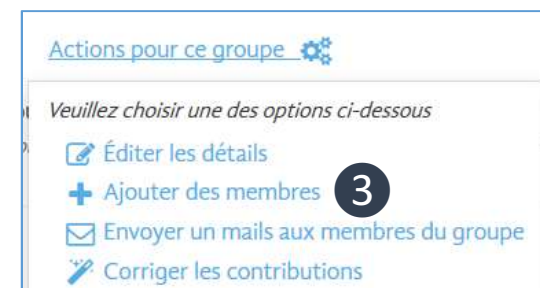 Actions pour ce groupe
Veuillez choisir une des options ci-dessous
Éditer les détails
Ajouter des membres 3
Envoyer un mails aux membres du groupe
Corriger les contributions